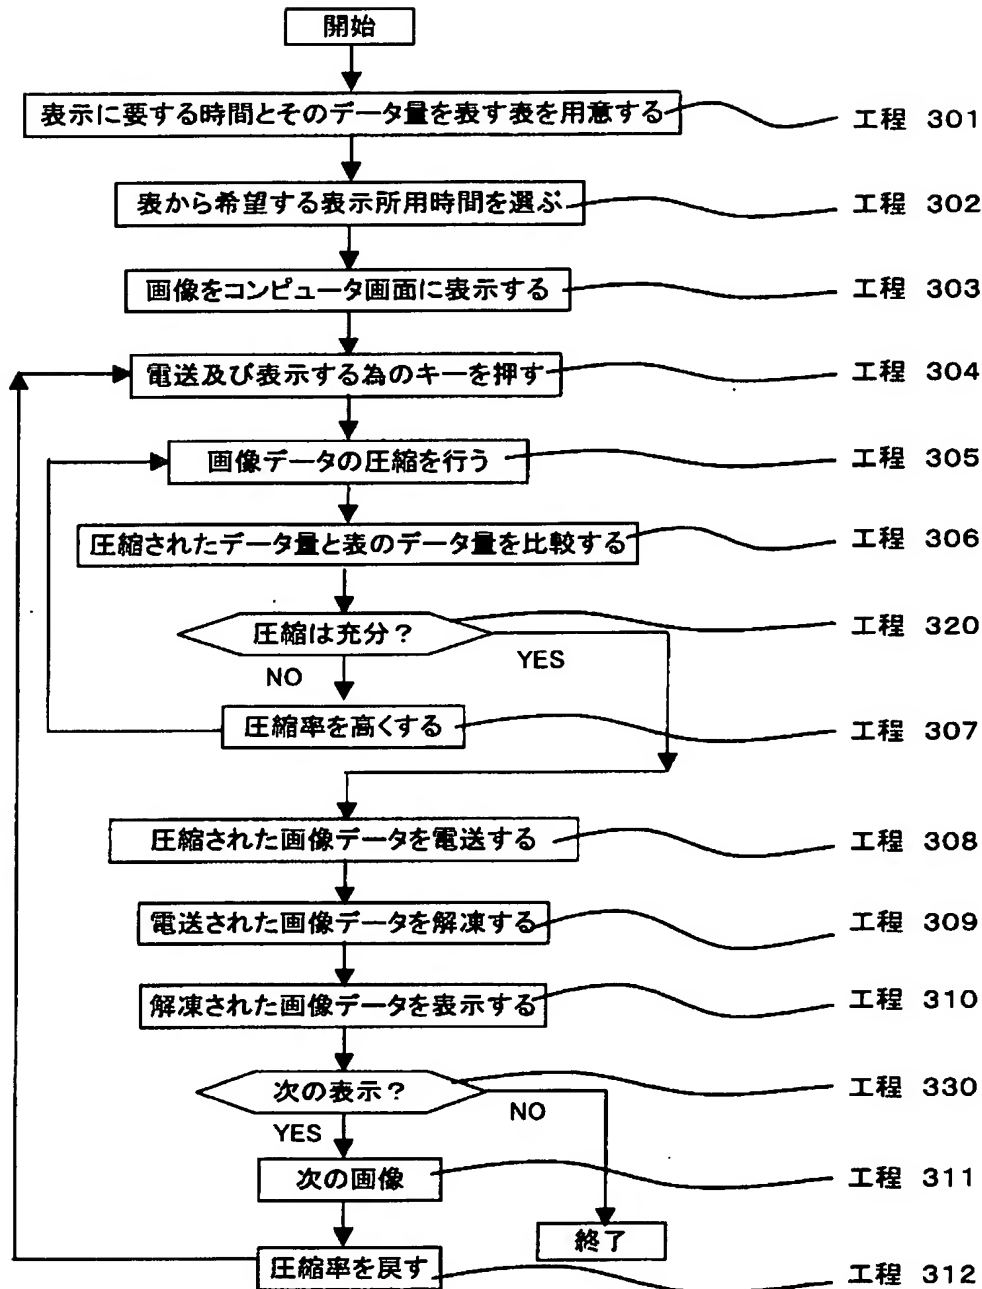 開始
表示に要する時間とそのデータ量を表す表を用意する
工程 301
表から希望する表示所用時間を選ぶ
工程 302
画像をコンピュータ画面に表示する
工程 303
電送及び表示する為のキーを押す
工程 304
画像データの圧縮を行う
工程 305
圧縮されたデータ量と表のデータ量を比較する
工程 306
圧縮は充分?
工程 320
NO
YES
圧縮率を高くする
工程 307
圧縮された画像データを電送する
工程 308
電送された画像データを解凍する
工程 309
解凍された画像データを表示する
工程 310
次の表示?
工程 330
YES
NO
次の画像
工程 311
終了
圧縮率を戻す
工程 312